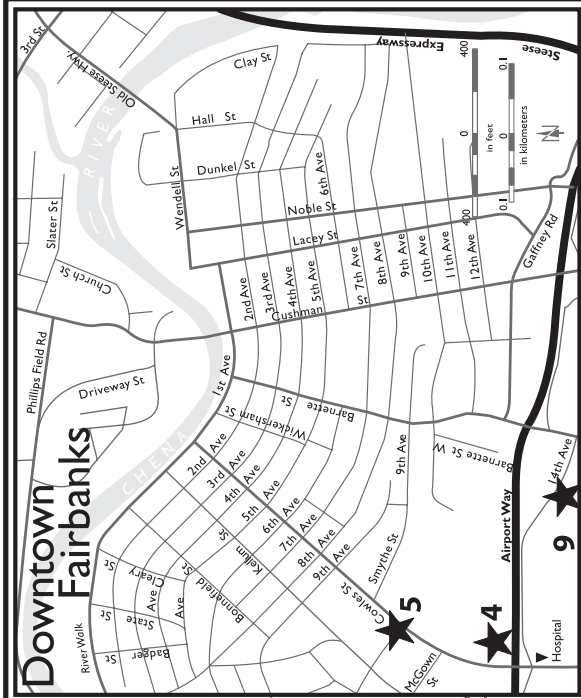 Downtown
Fairbanks
3rd St
Old Steese Hwy.
RIVER
Clay St
Expressway
Steese
Hall St
Dunkel St
Wendell St
6th Ave
Noble St
Lacey St
400
0
400
in feet
0.1
0
0.1
in kilometers
N
Gaffney Rd
Slater St
Church St
2nd Ave
3rd Ave
4th Ave
5th Ave
7th Ave
8th Ave
9th Ave
10th Ave
11th Ave
12th Ave
Cushman St
Phillips Field Rd
Driveway St
1st Ave
CHENA
Wickersham St
Barnette St
Barnette St W
9th Ave
2nd Ave
3rd Ave
4th Ave
5th Ave
6th Ave
7th Ave
8th Ave
9th Ave
Kellum St
Bonnefield St
Cleary St
State St
Badger St
Ave
Ave
River Walk
Cowles St
Smythe St
McGown St
Airport Way
14th Ave
Hospital
5
4
9